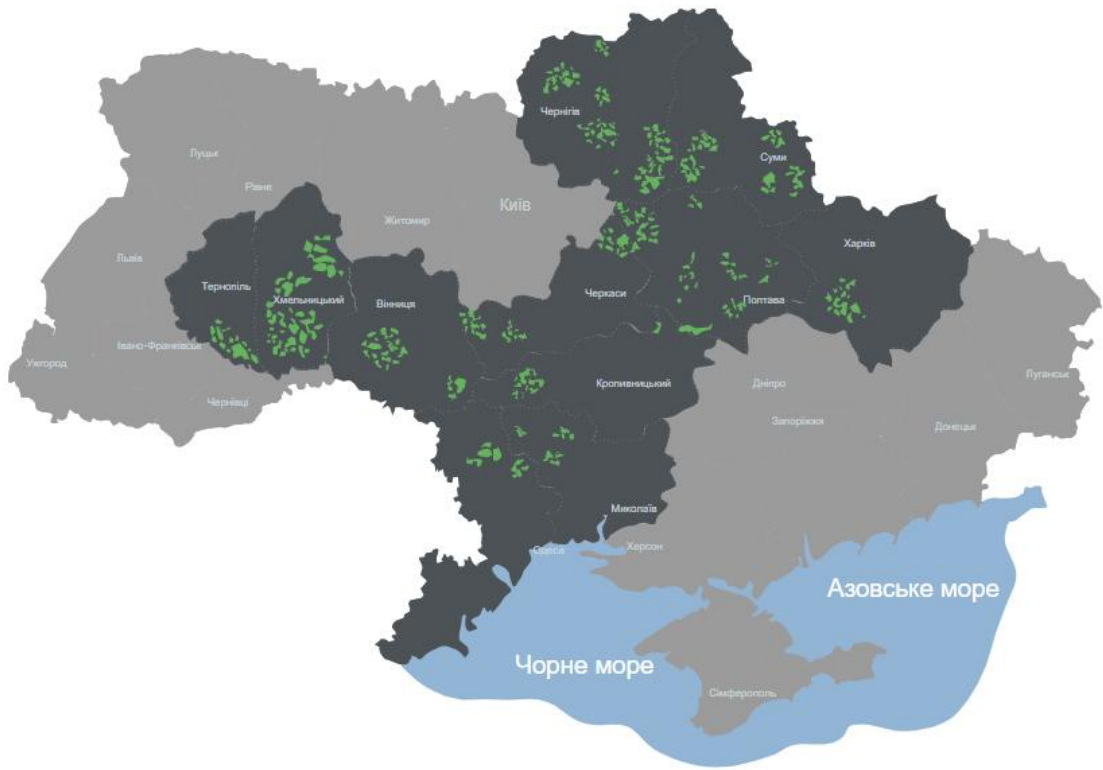 Чернігів
Луцьк
Суми
Рівне
Київ
Житомир
Харків
Львів
Тернопіль
Хмельницький
Вінниця
Черкаси
Полтава
Івано-Франківськ
Ужгород
Чернівці
Кропивницький
Дніпро
Луганськ
Запоріжжя
Донецьк
Миколаїв
Одеса
Херсон
Азовське море
Чорне море
Сімферополь